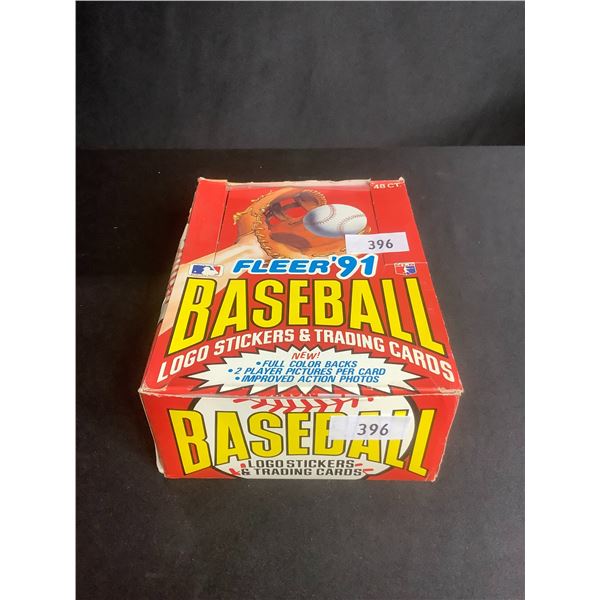 48 CT.
396
FLEER '91
BASEBALL
LOGO STICKERS & TRADING CARDS
NEW!
• FULL COLOR BACKS
• 2 PLAYER PICTURES PER CARD
• IMPROVED ACTION PHOTOS
BASEBALL
396
LOGO STICKERS
& TRADING CARDS